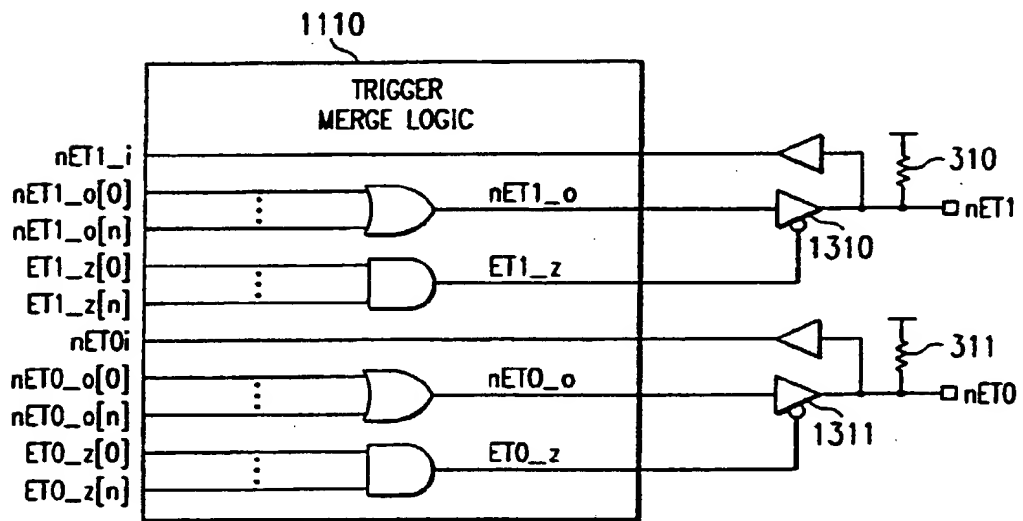 1110
TRIGGER
MERGE LOGIC
nET1_i
nET1_o[0]
nET1_o[n]
ET1_z[0]
ET1_z[n]
nET0i
nET0_o[0]
nET0_o[n]
ET0_z[0]
ET0_z[n]
nET1_o
ET1_z
nET0_o
ET0_z
310
nET1
1310
311
nET0
1311